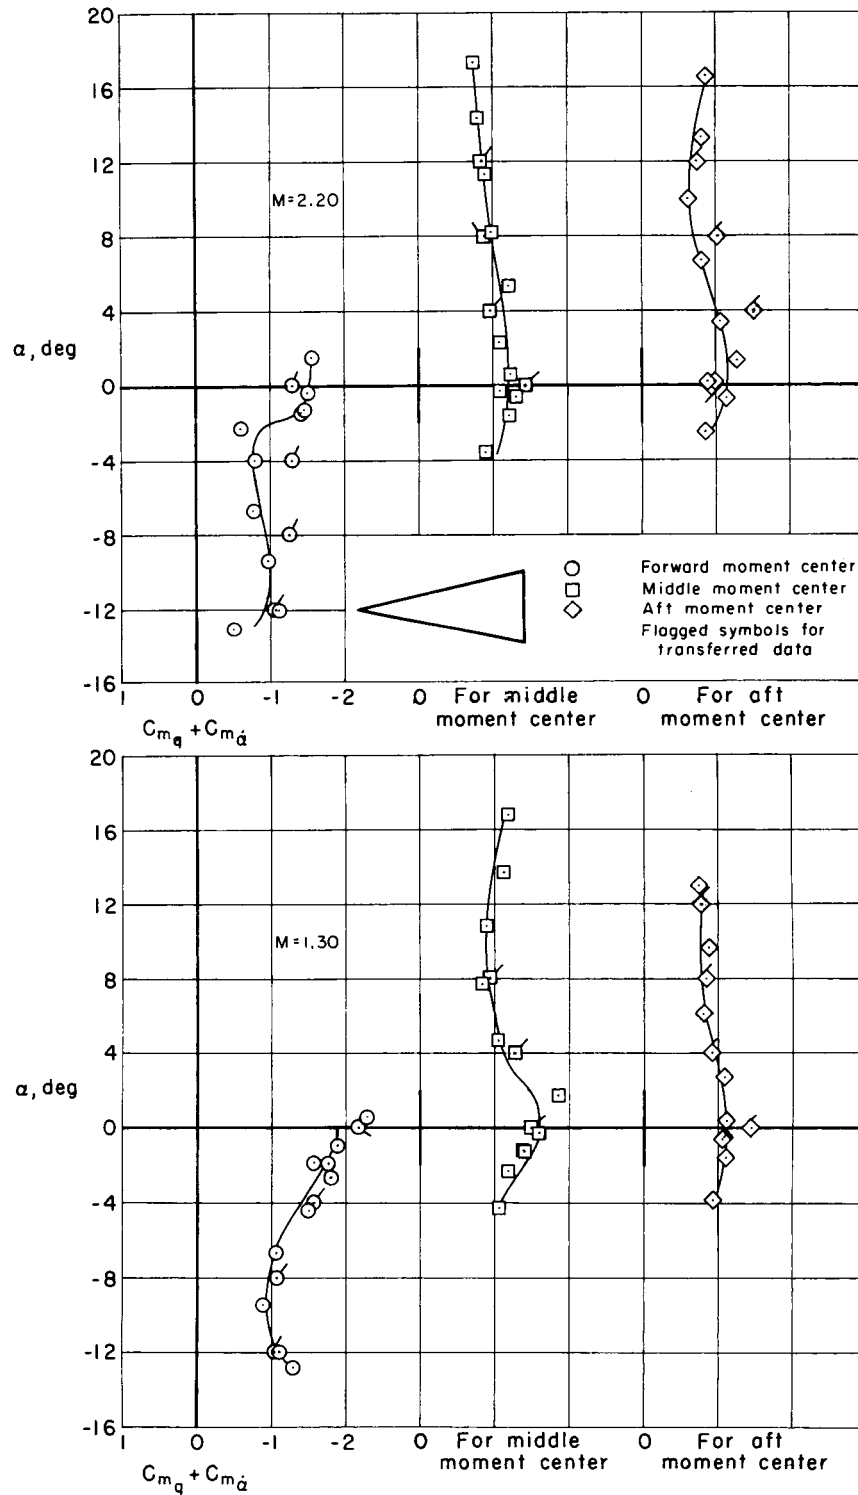 20
16
12
M=2.20
8
4
α, deg
0
-4
-8
Forward moment center
Middle moment center
Aft moment center
Flagged symbols for
transferred data
-12
-16
1 0 -1 -2 0 For middle moment center 0 For aft moment center
Cmq + Cmα̇
20
16
12
M=1.30
8
4
α, deg
0
-4
-8
-12
-16
1 0 -1 -2 0 For middle moment center 0 For aft moment center
Cmq + Cmα̇